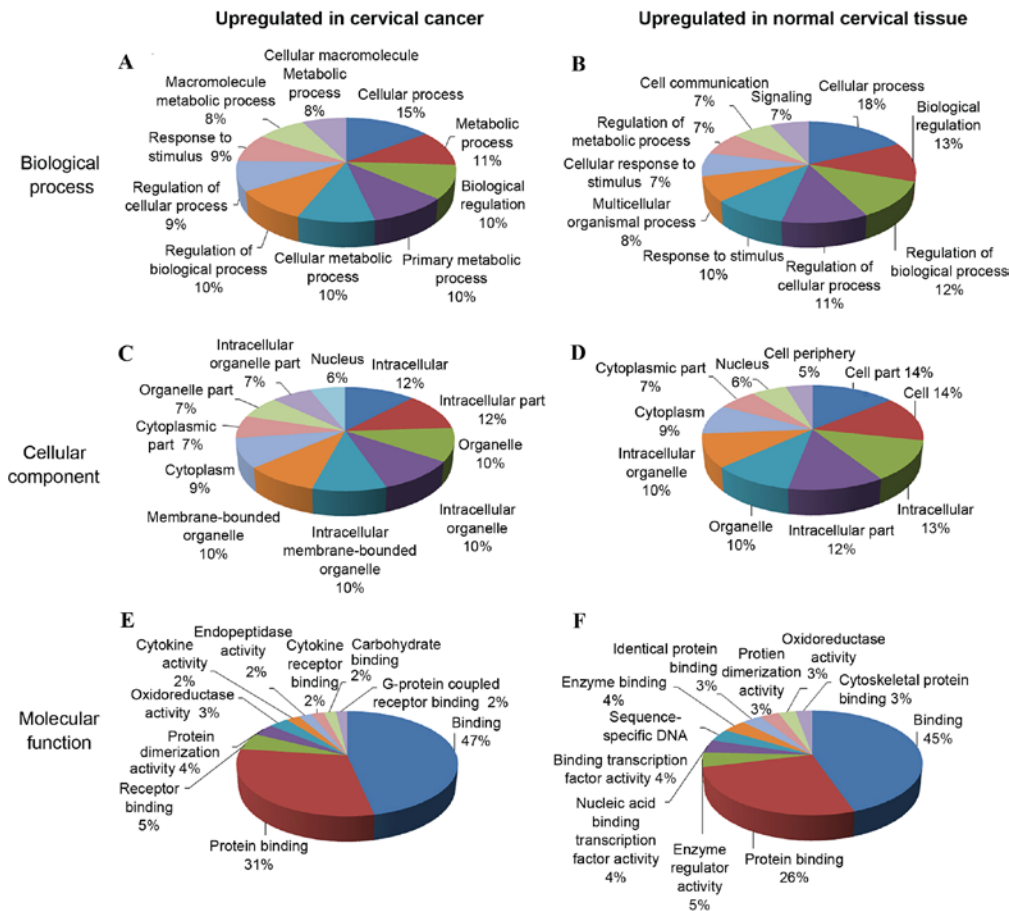 Upregulated in cervical cancer
Upregulated in normal cervical tissue
Biological
process
A
Cellular macromolecule
Metabolic
process
8%
Cellular process
15%
Metabolic
process
11%
Biological
regulation
10%
Primary metabolic
process
10%
Cellular metabolic
process
10%
Regulation of
biological process
10%
Regulation of
cellular process
9%
Response to
stimulus 9%
Macromolecule
metabolic process
8%
B
Cell communication
7%
Signaling
7%
Cellular process
18%
Biological
regulation
13%
Regulation of
biological process
12%
Regulation of
cellular process
11%
Response to stimulus
10%
Multicellular
organismal process
8%
Cellular response to
stimulus 7%
Regulation of
metabolic process
7%
Cellular
component
C
Intracellular
organelle part
7%
Nucleus
6%
Intracellular
12%
Intracellular part
12%
Organelle
10%
Intracellular
organelle
10%
Intracellular
membrane-bounded
organelle
10%
Membrane-bounded
organelle
10%
Cytoplasm
9%
Cytoplasmic
part 7%
Organelle part
7%
D
Cytoplasmic part
7%
Nucleus
6%
Cell periphery
5%
Cell part 14%
Cell 14%
Intracellular
13%
Intracellular part
12%
Organelle
10%
Intracellular
organelle
10%
Cytoplasm
9%
Molecular
function
E
Cytokine
activity
2%
Endopeptidase
activity
2%
Cytokine
receptor
binding
2%
Carbohydrate
binding
2%
G-protein coupled
receptor binding 2%
Binding
47%
Protein binding
31%
Receptor
binding
5%
Protein
dimerization
activity 4%
Oxidoreductase
activity 3%
F
Identical protein
binding
3%
Protien
dimerization
activity
3%
Oxidoreductase
activity
3%
Cytoskeletal protein
binding 3%
Binding
45%
Protein binding
26%
Enzyme
regulator
activity
5%
Nucleic acid
binding
transcription
factor activity
4%
Sequence-
specific DNA
Binding transcription
factor activity 4%
Enzyme binding
4%